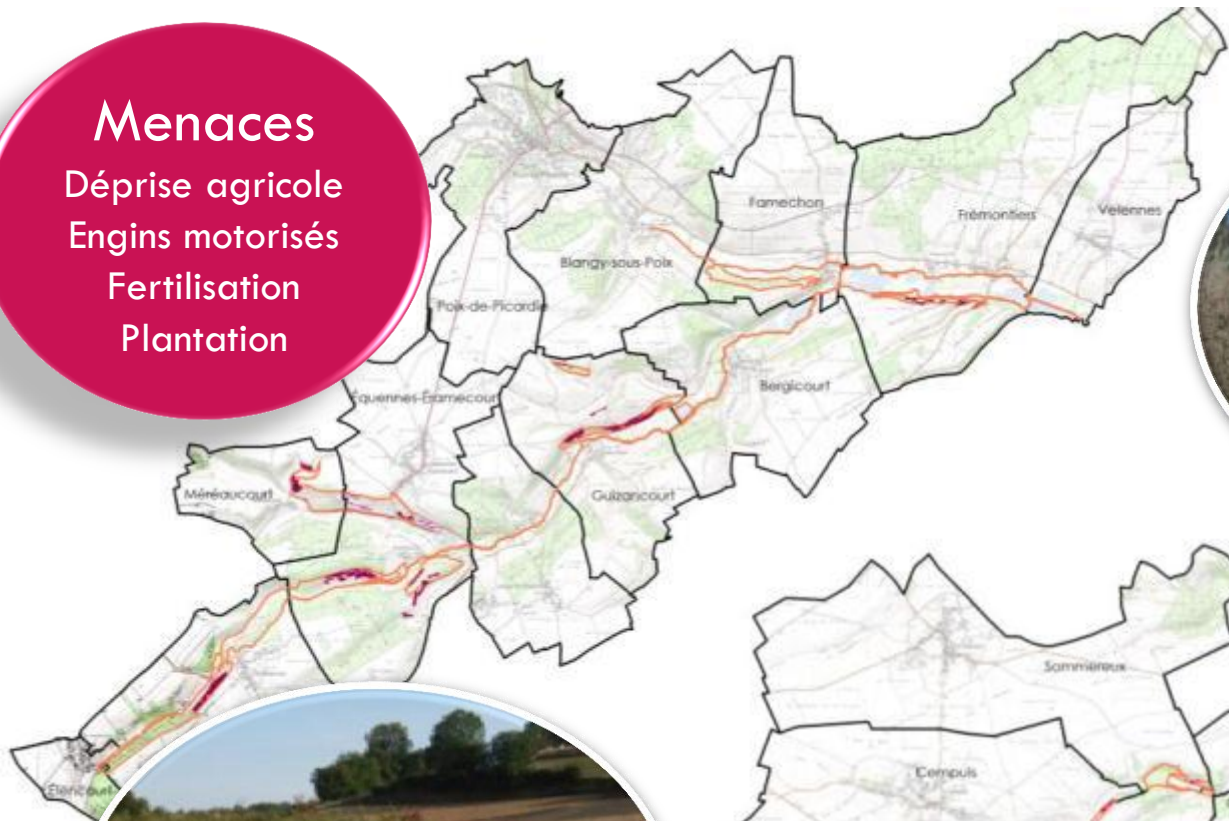 Menaces
Déprise agricole
Engins motorisés
Fertilisation
Plantation
Famechon
Frémontiers
Velennes
Blangy-sous-Poix
Poix-de-Picardie
Bergicourt
Équennes-Éramecourt
Guizancourt
Méréaucourt
Sommereux
Cempuis
Élencourt